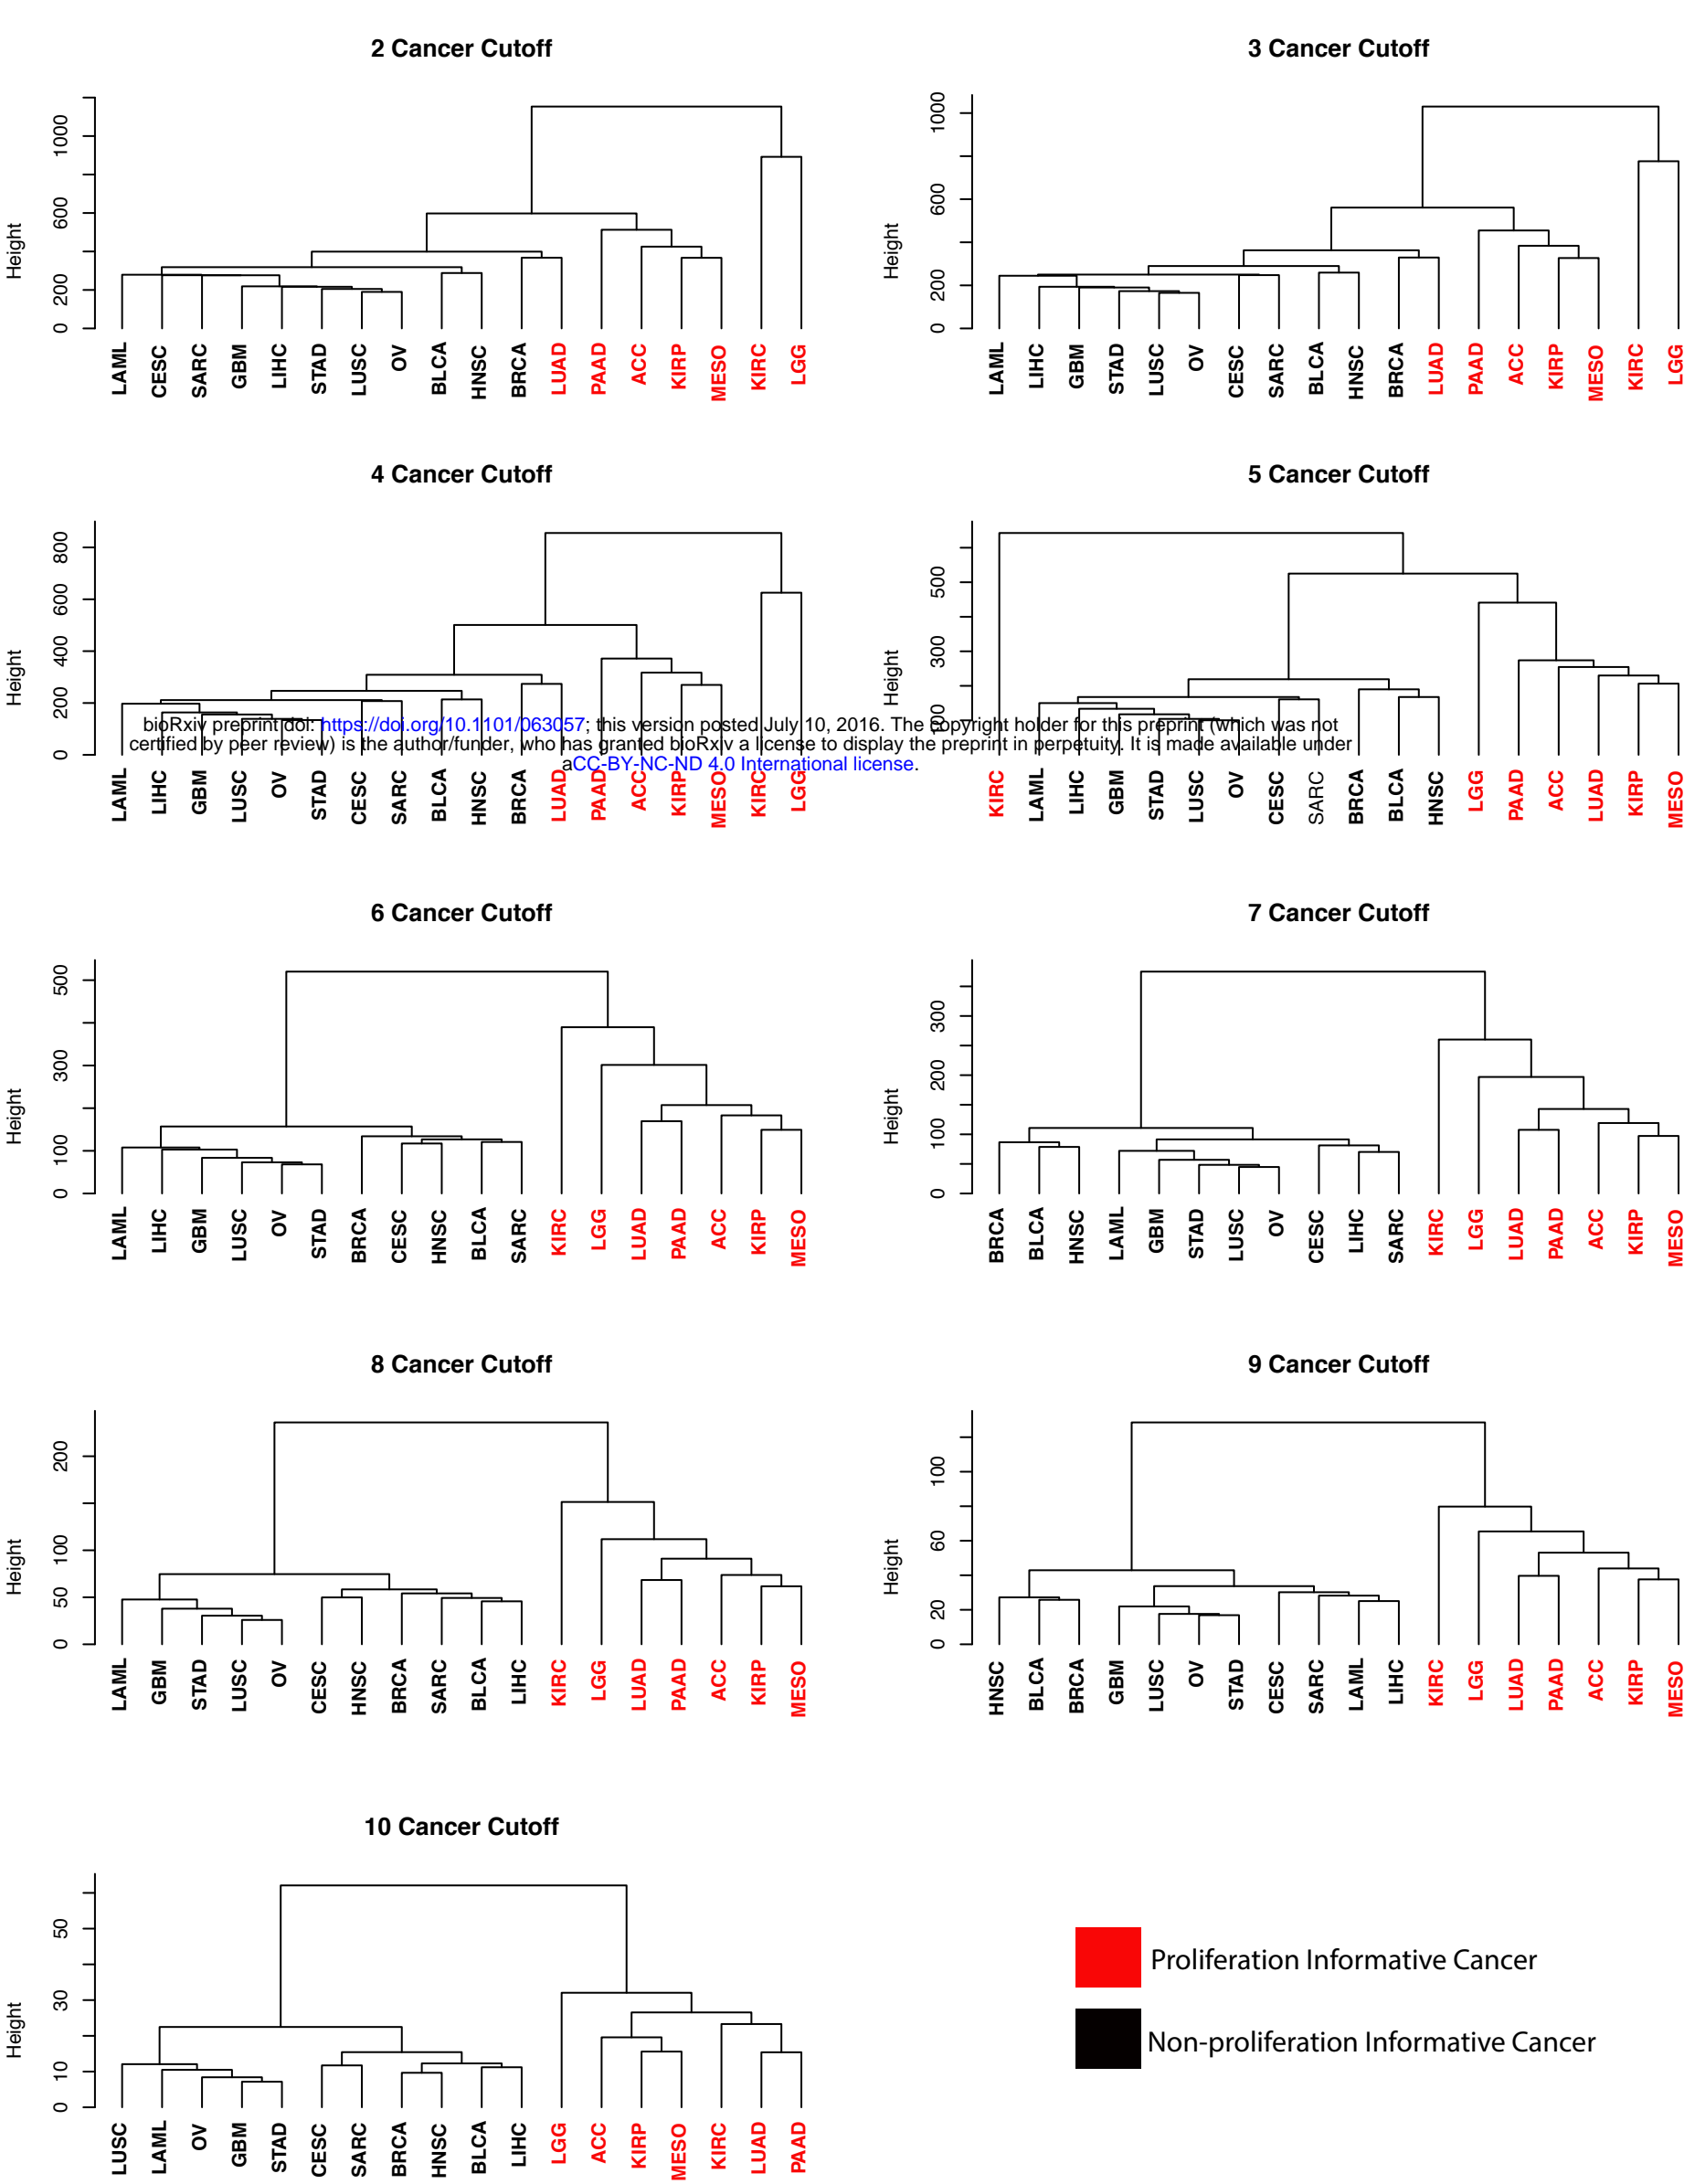 2 Cancer Cutoff
Height
0 200 600 1000
LAML CESC SARC GBM LIHC STAD LUSC OV BLCA HNSC BRCA LUAD PAAD ACC KIRP MESO KIRC LGG
3 Cancer Cutoff
Height
0 200 600 1000
LAML LIHC GBM STAD LUSC OV CESC SARC BLCA HNSC BRCA LUAD PAAD ACC KIRP MESO KIRC LGG
4 Cancer Cutoff
Height
0 200 400 600 800
LAML LIHC GBM LUSC OV STAD CESC SARC BLCA HNSC BRCA LUAD PAAD ACC KIRP MESO KIRC LGG
5 Cancer Cutoff
Height
100 300 500
KIRC LAML LIHC GBM STAD LUSC OV CESC SARC BRCA BLCA HNSC LGG PAAD ACC LUAD KIRP MESO
bioRxiv preprint doi: https://doi.org/10.1101/063057; this version posted July 10, 2016. The copyright holder for this preprint (which was not
certified by peer review) is the author/funder, who has granted bioRxiv a license to display the preprint in perpetuity. It is made available under
aCC-BY-NC-ND 4.0 International license.
6 Cancer Cutoff
Height
0 100 300 500
LAML LIHC GBM LUSC OV STAD BRCA CESC HNSC BLCA SARC KIRC LGG LUAD PAAD ACC KIRP MESO
7 Cancer Cutoff
Height
0 100 200 300
BRCA BLCA HNSC LAML GBM STAD LUSC OV CESC LIHC SARC KIRC LGG LUAD PAAD ACC KIRP MESO
8 Cancer Cutoff
Height
0 50 100 200
LAML GBM STAD LUSC OV CESC HNSC BRCA SARC BLCA LIHC KIRC LGG LUAD PAAD ACC KIRP MESO
9 Cancer Cutoff
Height
0 20 60 100
HNSC BLCA BRCA GBM LUSC OV STAD CESC SARC LAML LIHC KIRC LGG LUAD PAAD ACC KIRP MESO
10 Cancer Cutoff
Height
0 10 30 50
LUSC LAML OV GBM STAD CESC SARC BRCA HNSC BLCA LIHC LGG ACC KIRP MESO KIRC LUAD PAAD
Proliferation Informative Cancer
Non-proliferation Informative Cancer